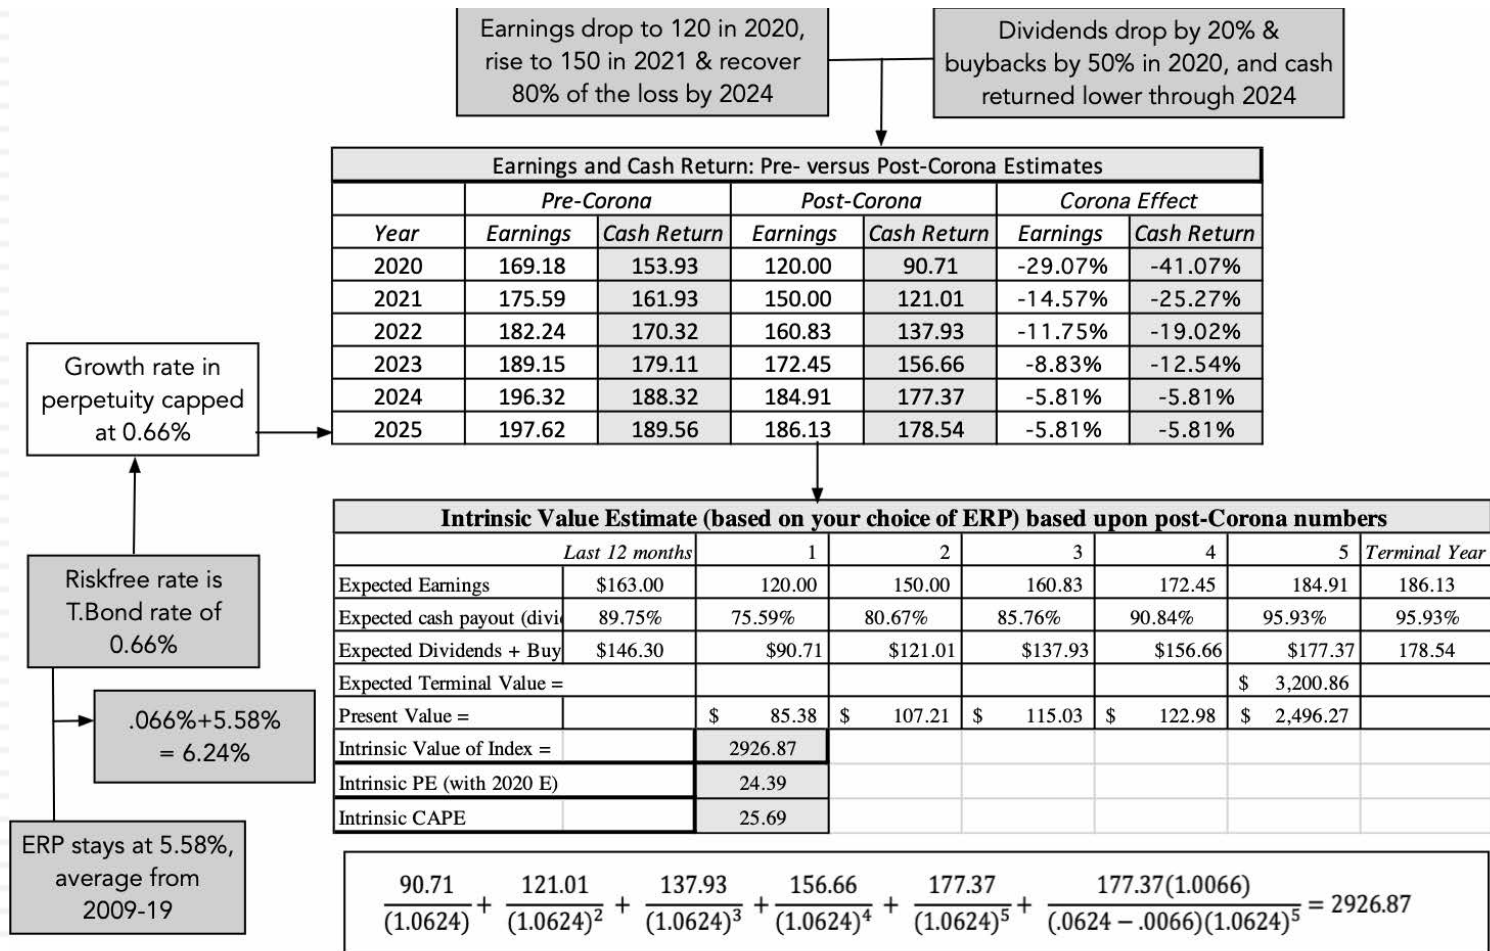 Earnings drop to 120 in 2020,
rise to 150 in 2021 & recover
80% of the loss by 2024
Dividends drop by 20% &
buybacks by 50% in 2020, and cash
returned lower through 2024
Earnings and Cash Return: Pre- versus Post-Corona Estimates
Pre-Corona Post-Corona Corona Effect
Year Earnings Cash Return Earnings Cash Return Earnings Cash Return
2020 169.18 153.93 120.00 90.71 -29.07% -41.07%
2021 175.59 161.93 150.00 121.01 -14.57% -25.27%
2022 182.24 170.32 160.83 137.93 -11.75% -19.02%
2023 189.15 179.11 172.45 156.66 -8.83% -12.54%
2024 196.32 188.32 184.91 177.37 -5.81% -5.81%
2025 197.62 189.56 186.13 178.54 -5.81% -5.81%
Growth rate in
perpetuity capped
at 0.66%
Riskfree rate is
T.Bond rate of
0.66%
.066%+5.58%
= 6.24%
ERP stays at 5.58%,
average from
2009-19
Intrinsic Value Estimate (based on your choice of ERP) based upon post-Corona numbers
Last 12 months 1 2 3 4 5 Terminal Year
Expected Earnings $163.00 120.00 150.00 160.83 172.45 184.91 186.13
Expected cash payout (divi 89.75% 75.59% 80.67% 85.76% 90.84% 95.93% 95.93%
Expected Dividends + Buy $146.30 $90.71 $121.01 $137.93 $156.66 $177.37 178.54
Expected Terminal Value = $ 3,200.86
Present Value = $ 85.38 $ 107.21 $ 115.03 $ 122.98 $ 2,496.27
Intrinsic Value of Index = 2926.87
Intrinsic PE (with 2020 E) 24.39
Intrinsic CAPE 25.69
90.71/(1.0624) + 121.01/(1.0624)² + 137.93/(1.0624)³ + 156.66/(1.0624)⁴ + 177.37/(1.0624)⁵ + 177.37(1.0066)/(.0624 – .0066)(1.0624)⁵ = 2926.87